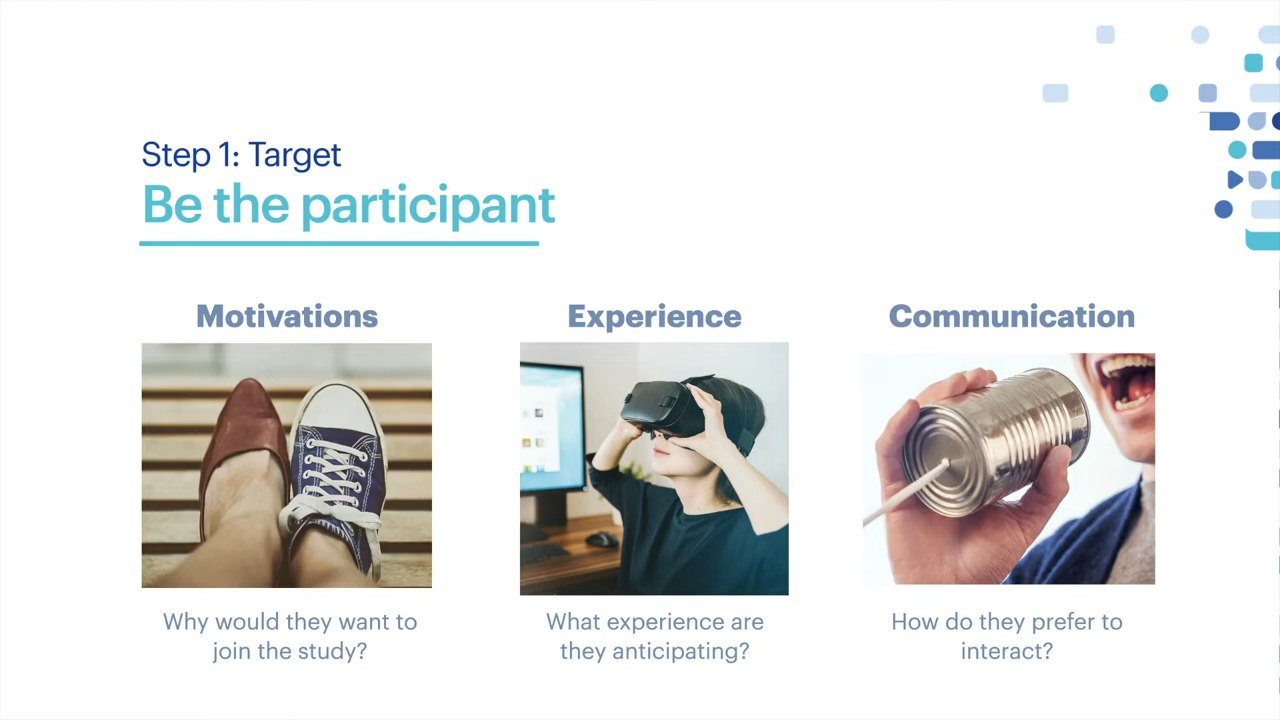 Step 1: Target
Be the participant
Motivations
Experience
Communication
Why would they want to
join the study?
What experience are
they anticipating?
How do they prefer to
interact?